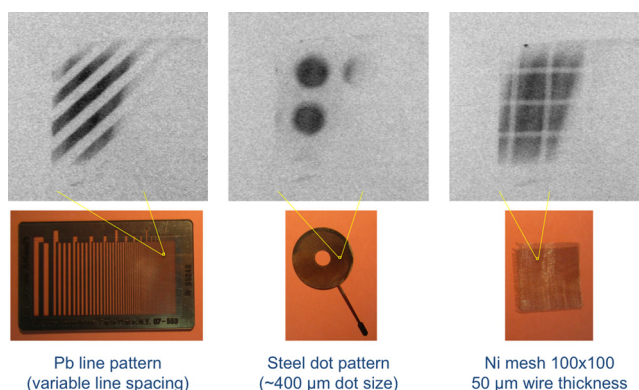 Pb line pattern
(variable line spacing)
Steel dot pattern
(~400 µm dot size)
Ni mesh 100x100
50 µm wire thickness